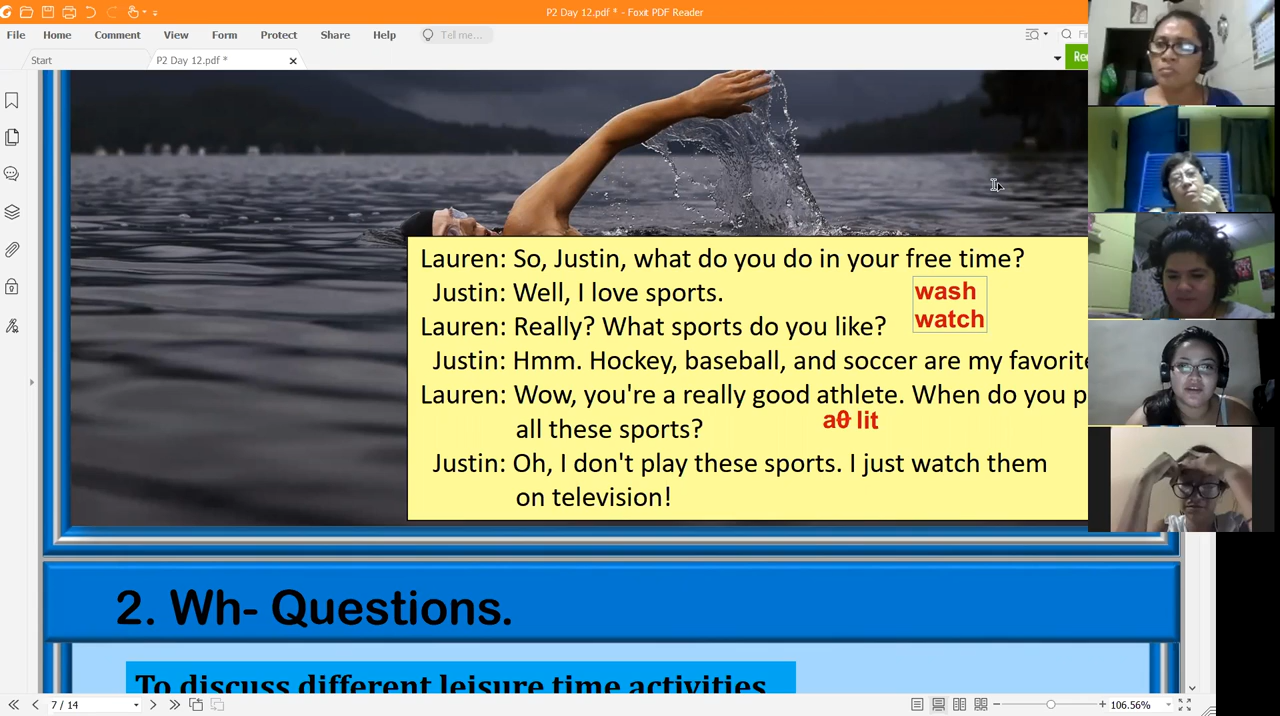 P2 Day 12.pdf * - Foxit PDF Reader
File Home Comment View Form Protect Share Help Tell me...
Start P2 Day 12.pdf *
Lauren: So, Justin, what do you do in your free time?
Justin: Well, I love sports.
wash
watch
Lauren: Really? What sports do you like?
Justin: Hmm. Hockey, baseball, and soccer are my favorite
Lauren: Wow, you're a really good athlete. When do you p
aθ lit
all these sports?
Justin: Oh, I don't play these sports. I just watch them
on television!
2. Wh- Questions.
To discuss different leisure time activities
7 / 14
106.56%